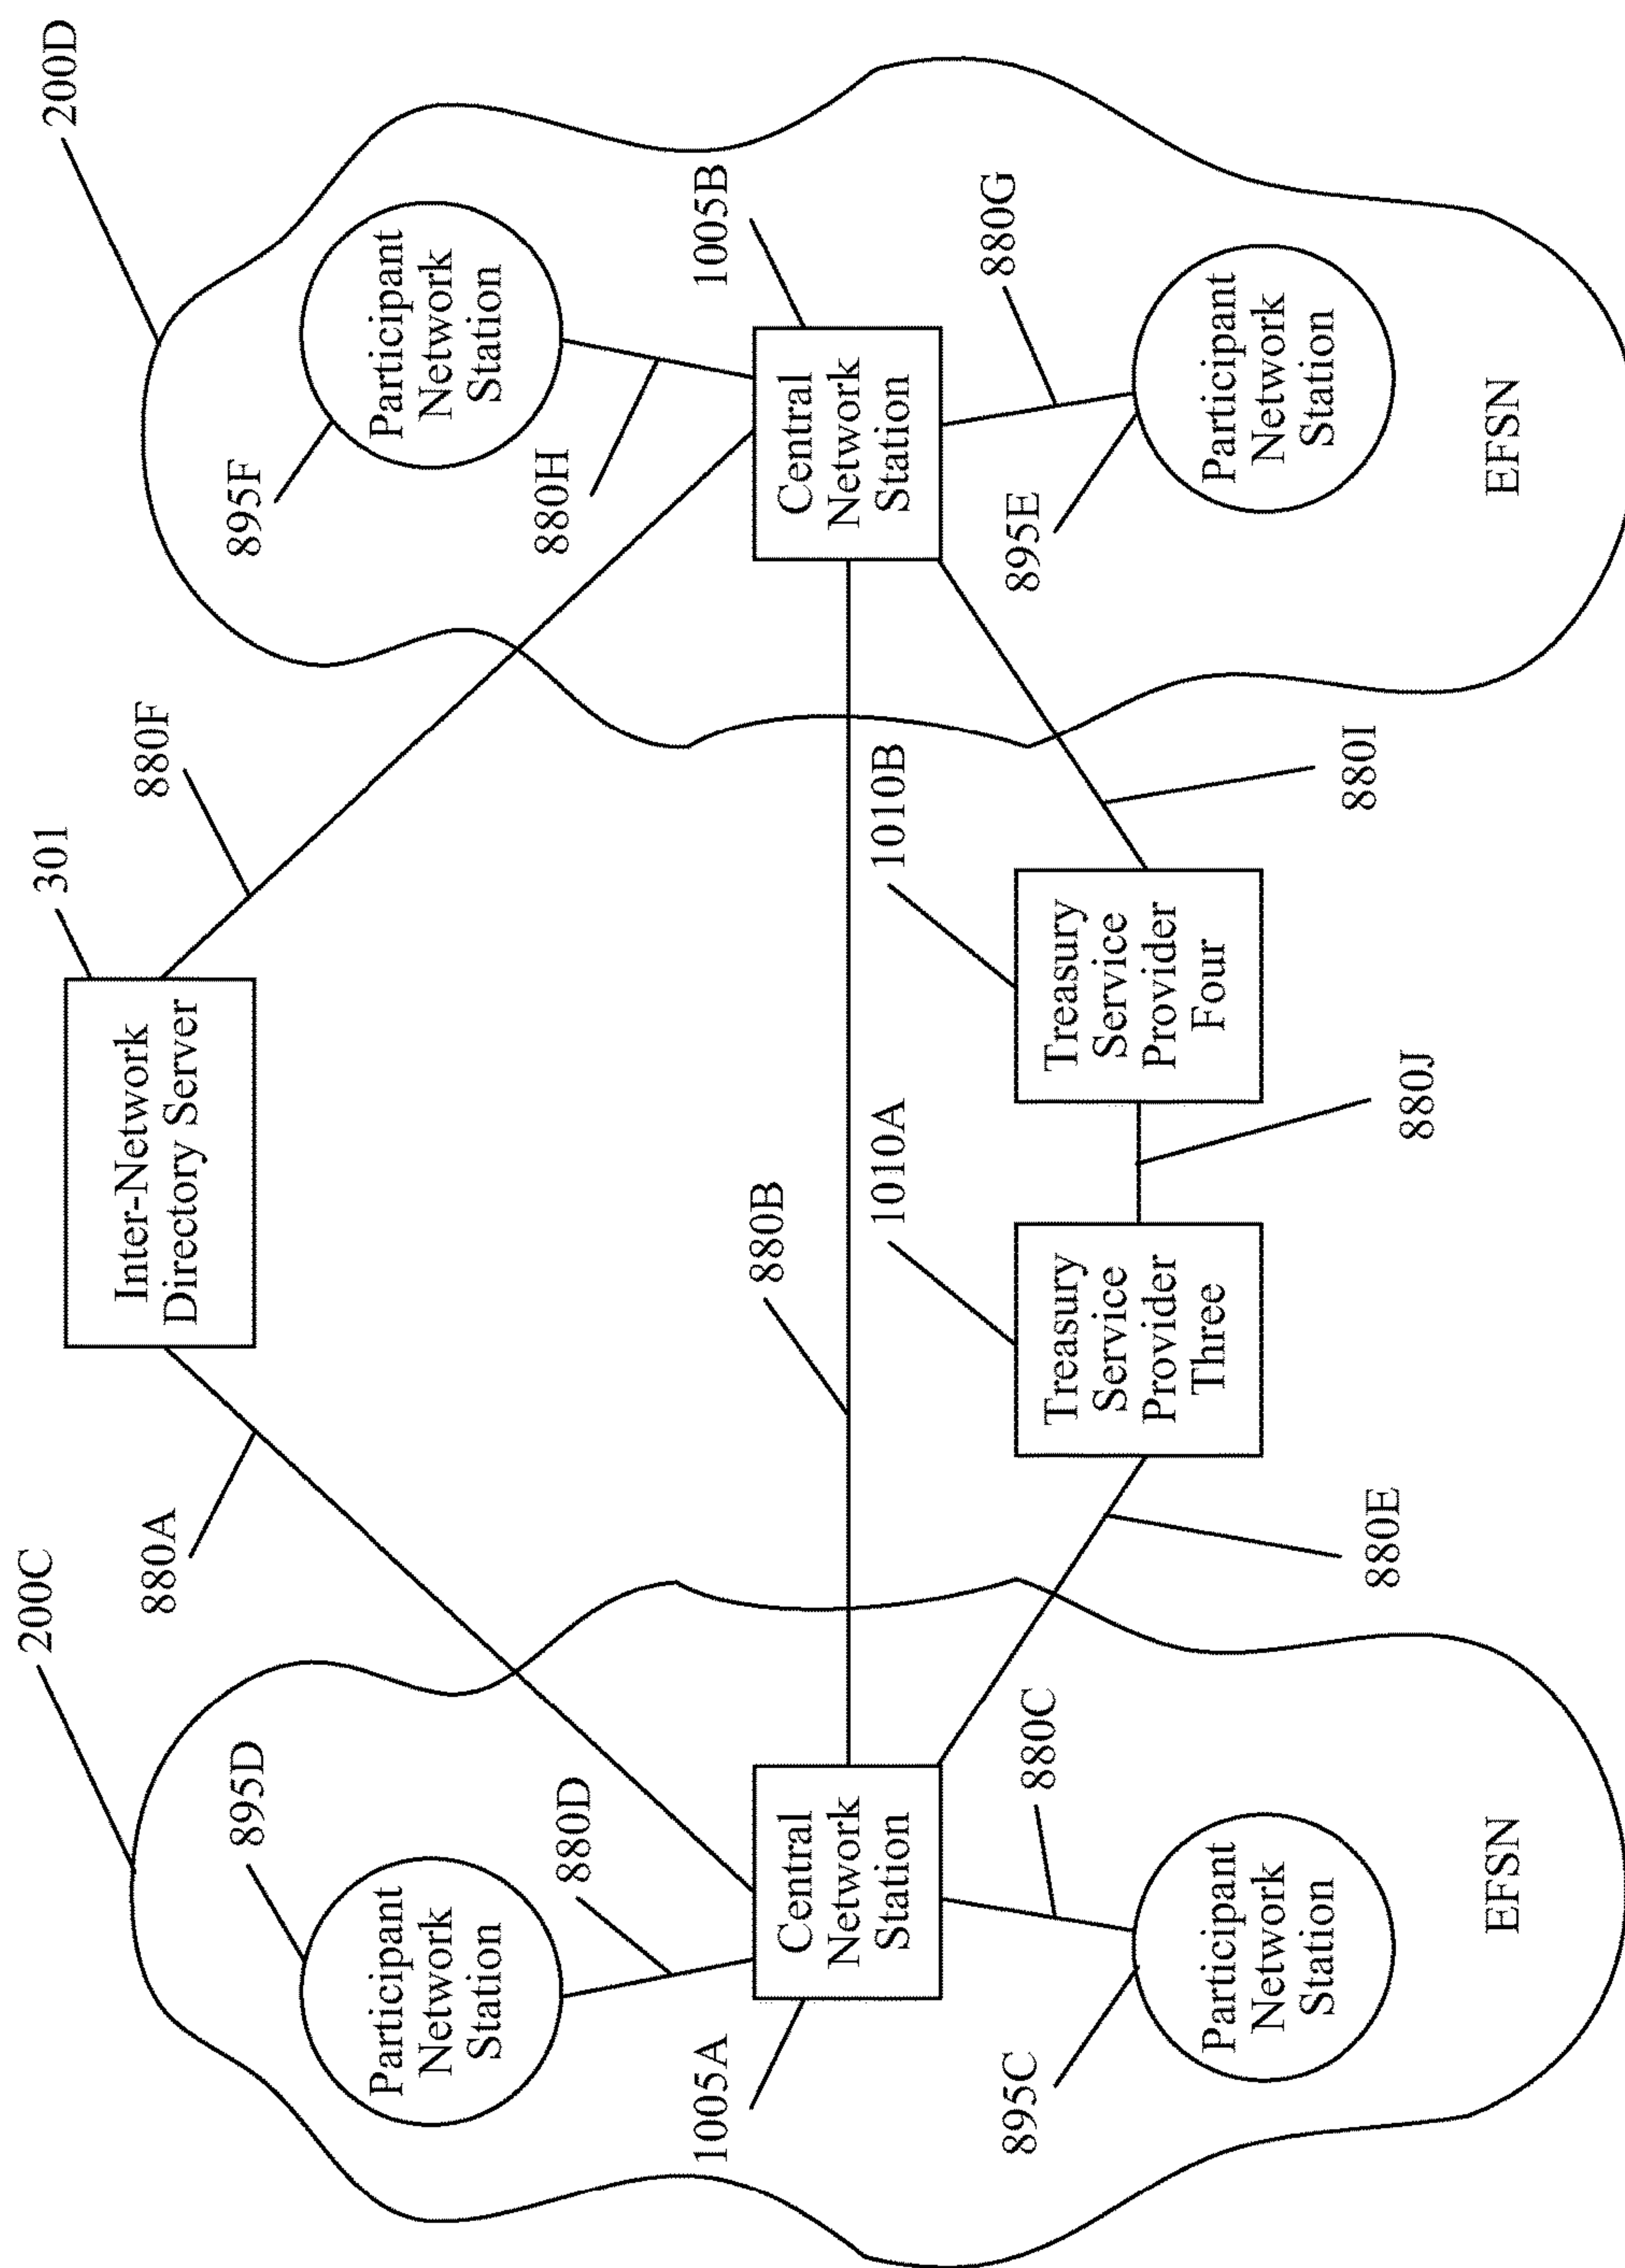 200C
200D
301
Inter-Network
Directory Server
880A
880F
895D
Participant
Network
Station
880D
895F
Participant
Network
Station
880H
1005A
Central
Network
Station
880B
1005B
Central
Network
Station
1010A
1010B
895C
880C
Participant
Network
Station
Treasury
Service
Provider
Three
Treasury
Service
Provider
Four
895E
880G
Participant
Network
Station
880E
880J
880I
EFSN
EFSN